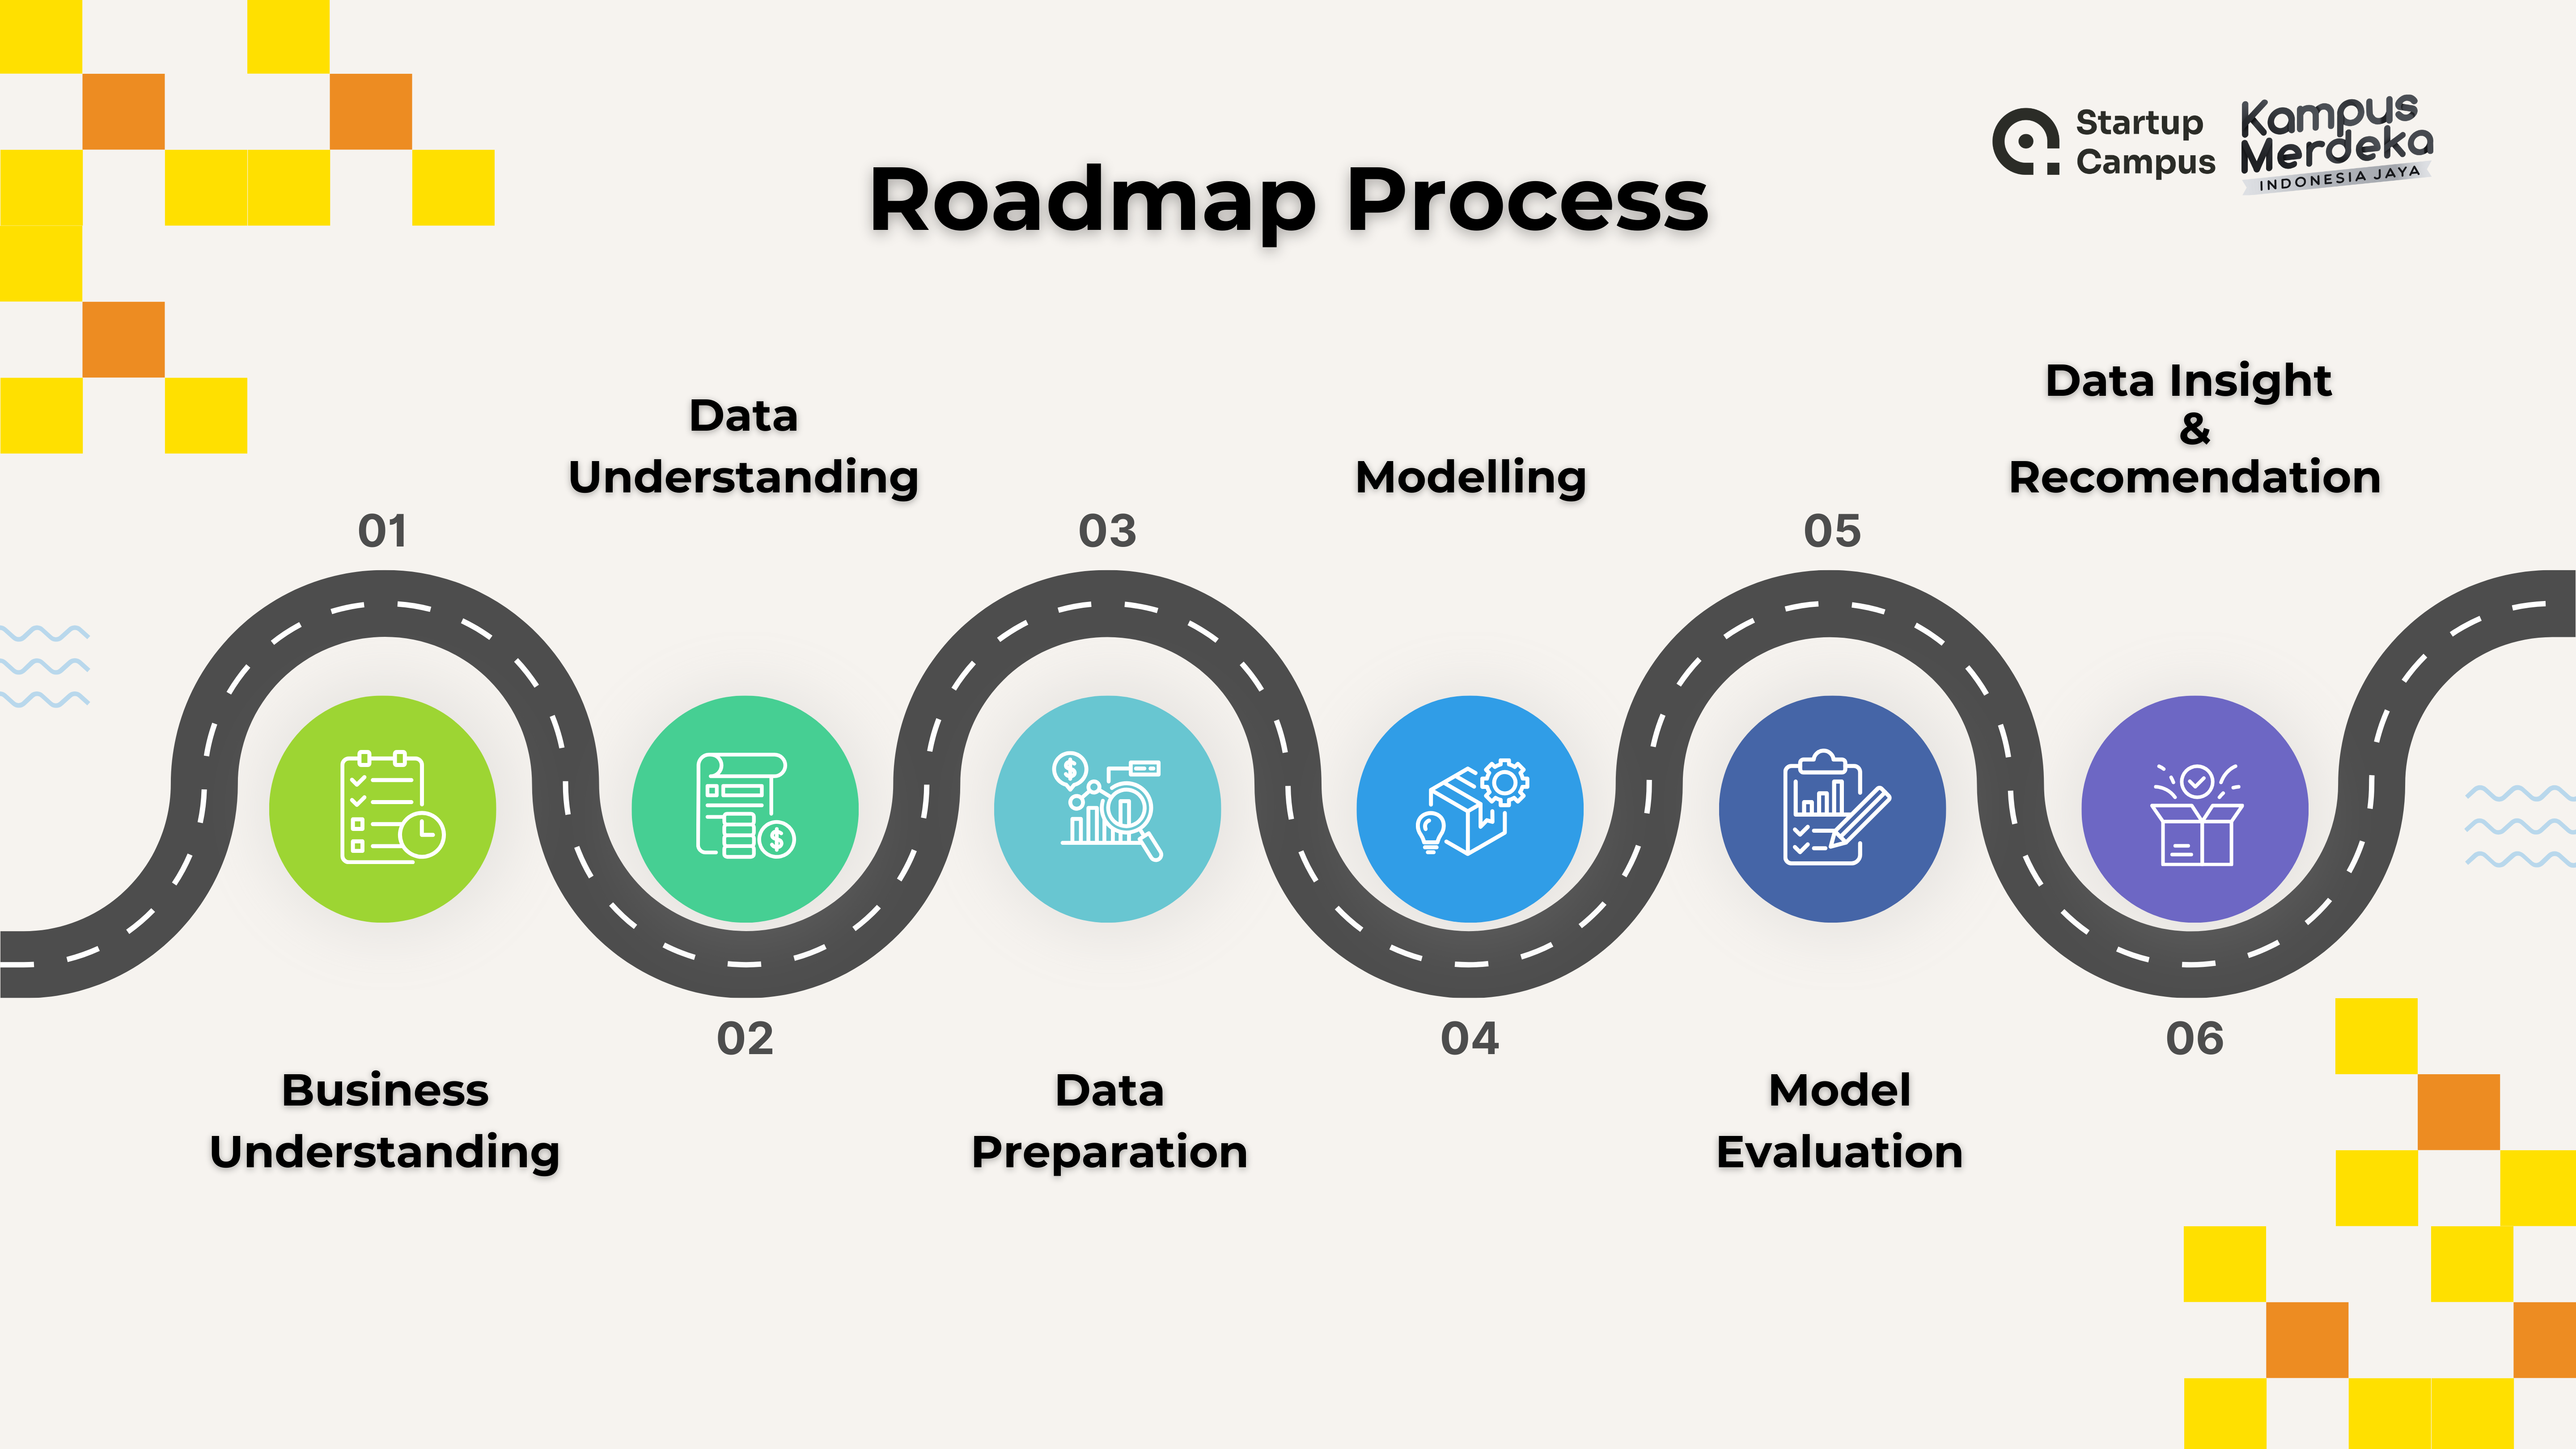 Startup
Campus
Kampus
Merdeka
INDONESIA JAYA
Roadmap Process
01
Business
Understanding
Data
Understanding
02
03
Data
Preparation
Modelling
04
05
Model
Evaluation
Data Insight
&
Recomendation
06